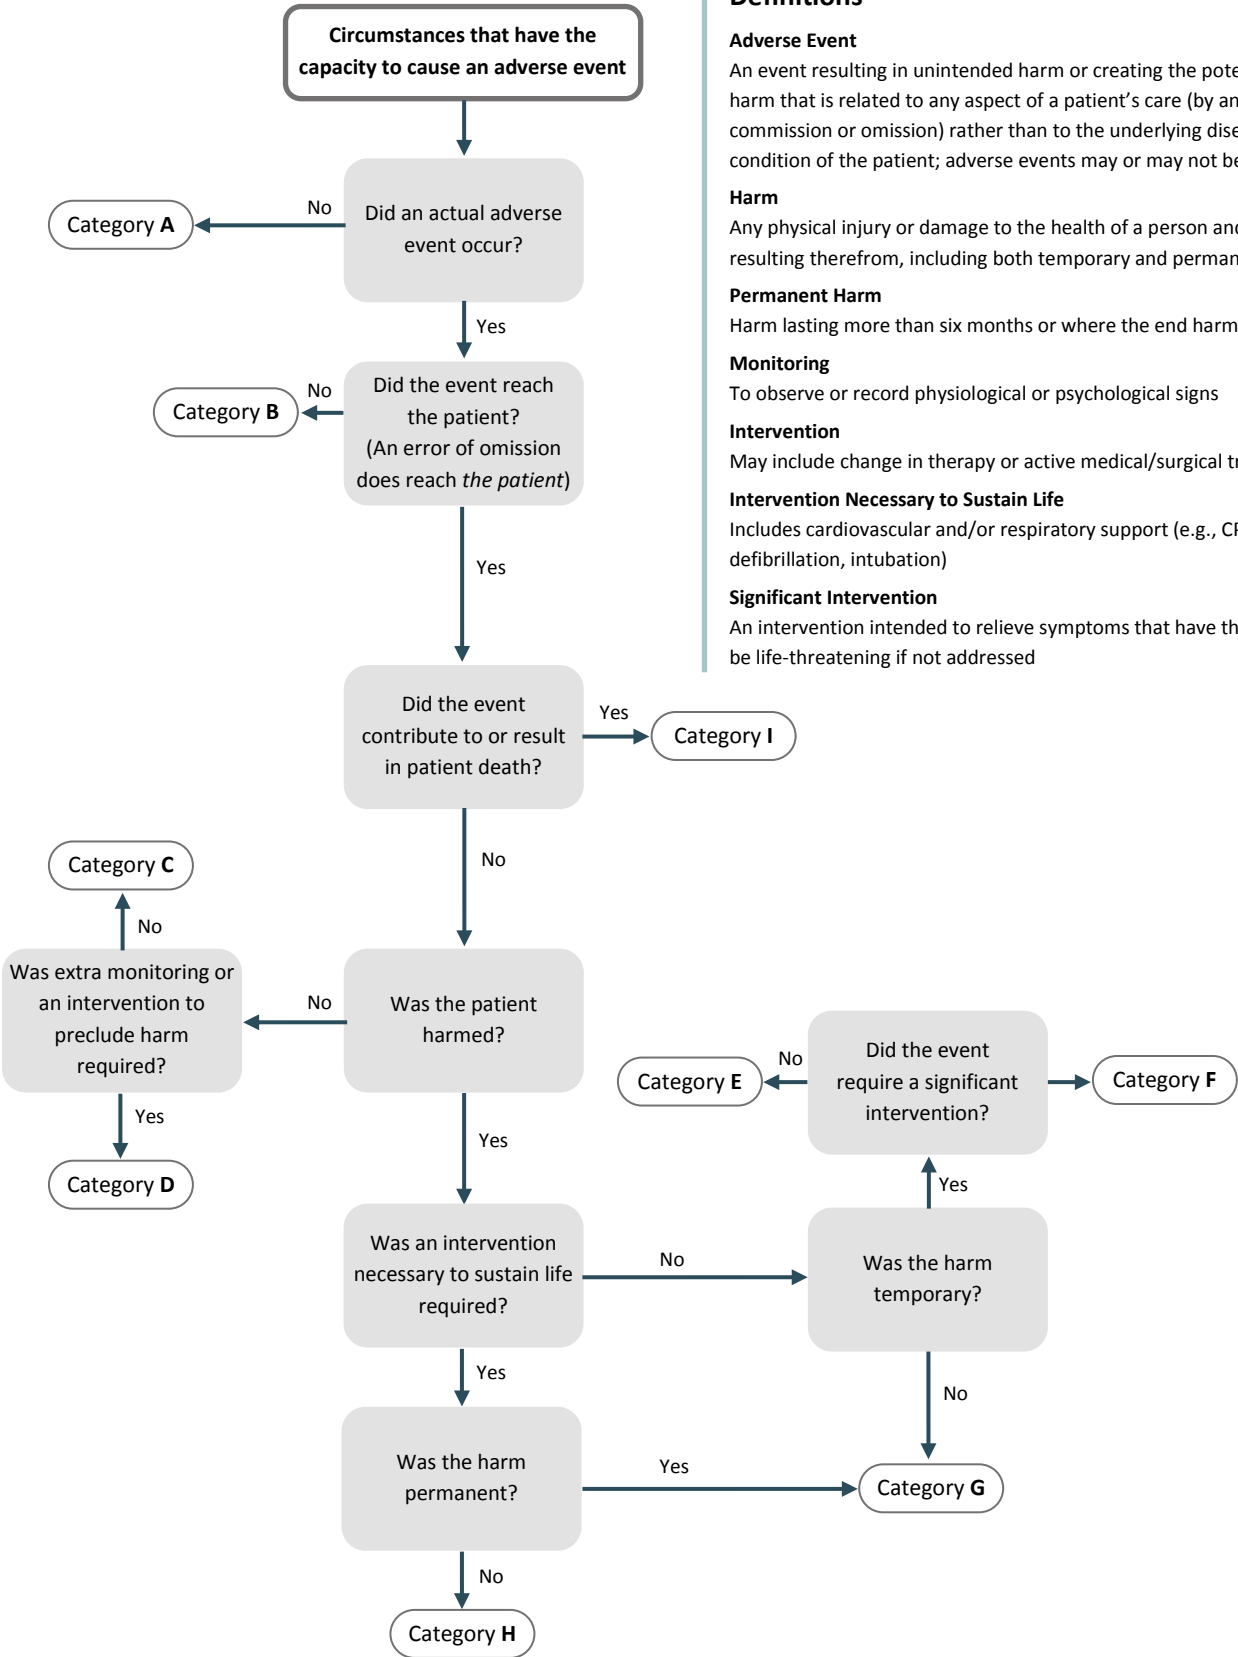 Definitions
Circumstances that have the
capacity to cause an adverse event
Adverse Event
An event resulting in unintended harm or creating the
harm that is related to any aspect of a patient's care (by
commission or omission) rather than to the underlying
condition of the patient; adverse events may or may not
Harm
Any physical injury or damage to the health of a person
resulting therefrom, including both temporary and
Permanent Harm
Harm lasting more than six months or where the end harm
Monitoring
To observe or record physiological or psychological signs
Intervention
May include change in therapy or active medical/surgical
Intervention Necessary to Sustain Life
Includes cardiovascular and/or respiratory support (e.g.,
defibrillation, intubation)
Significant Intervention
An intervention intended to relieve symptoms that have
be life-threatening if not addressed
Did an actual adverse
event occur?
No
Category A
Yes
Did the event reach
the patient?
(An error of omission
does reach the patient)
No
Category B
Yes
Did the event
contribute to or result
in patient death?
Yes
Category I
No
Was the patient
harmed?
No
Was extra monitoring or
an intervention to
preclude harm
required?
No
Category C
Yes
Category D
Yes
Was an intervention
necessary to sustain life
required?
No
Was the harm
temporary?
Yes
Did the event
require a significant
intervention?
No
Category E
Category F
No
Category G
Yes
Was the harm
permanent?
Yes
No
Category H